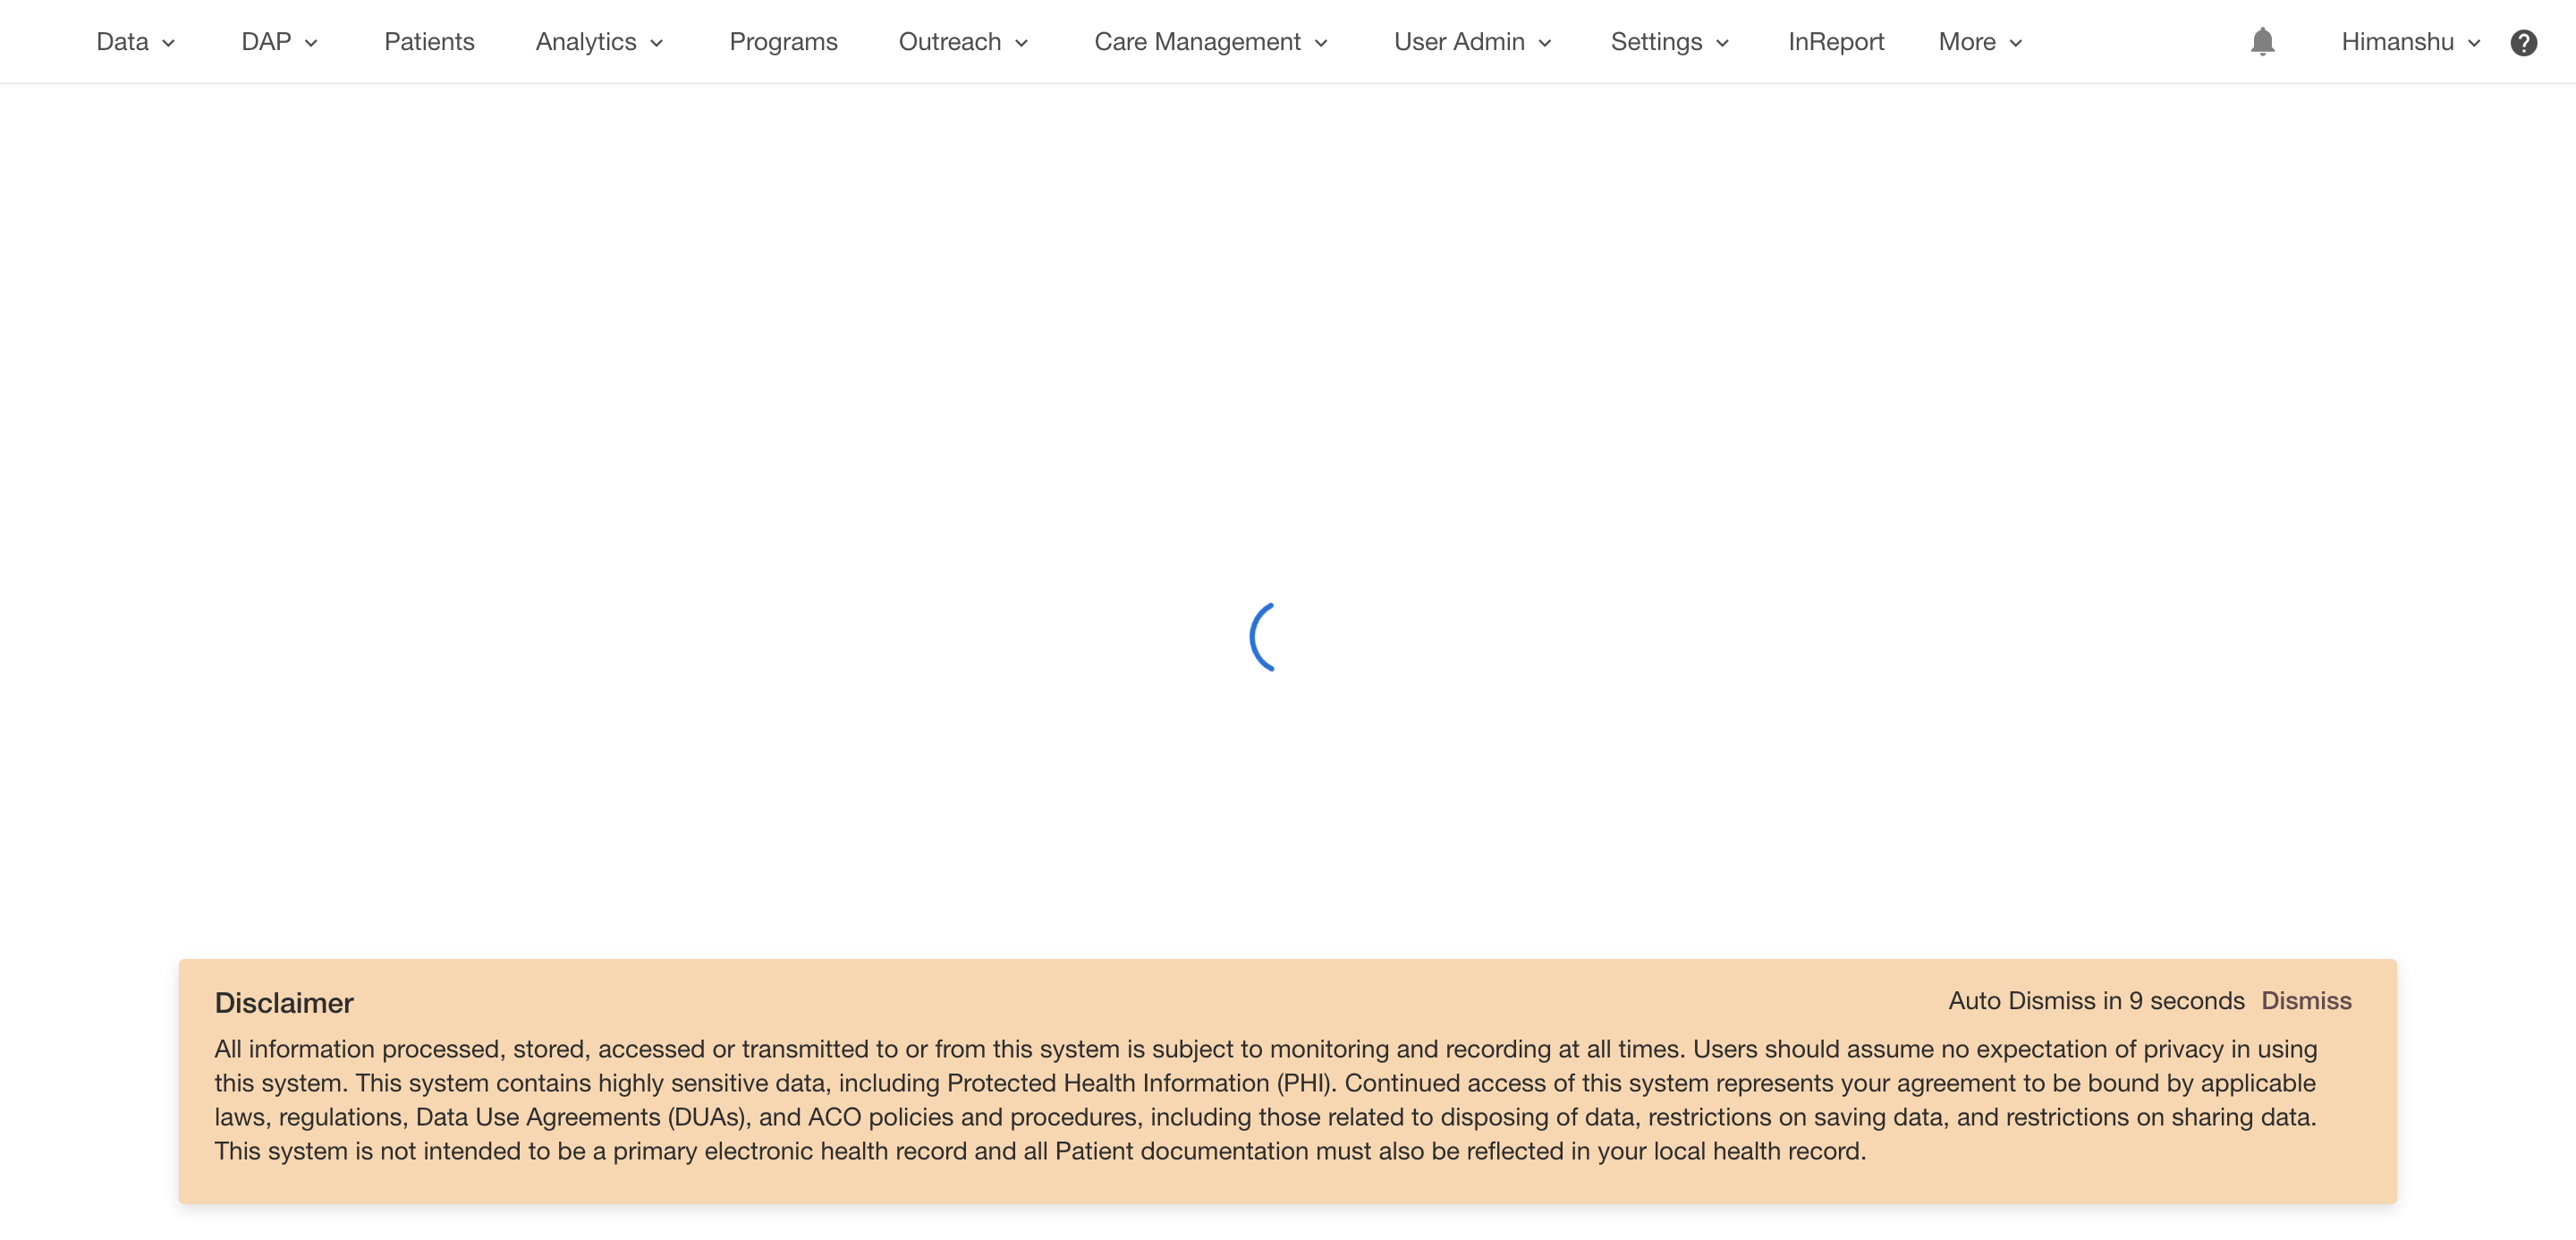 Data DAP Patients Analytics Programs Outreach Care Management User Admin Settings InReport More Himanshu ?
Disclaimer Auto Dismiss in 9 seconds Dismiss
All information processed, stored, accessed or transmitted to or from this system is subject to monitoring and recording at all times. Users should assume no expectation of privacy in using
this system. This system contains highly sensitive data, including Protected Health Information (PHI). Continued access of this system represents your agreement to be bound by applicable
laws, regulations, Data Use Agreements (DUAs), and ACO policies and procedures, including those related to disposing of data, restrictions on saving data, and restrictions on sharing data.
This system is not intended to be a primary electronic health record and all Patient documentation must also be reflected in your local health record.